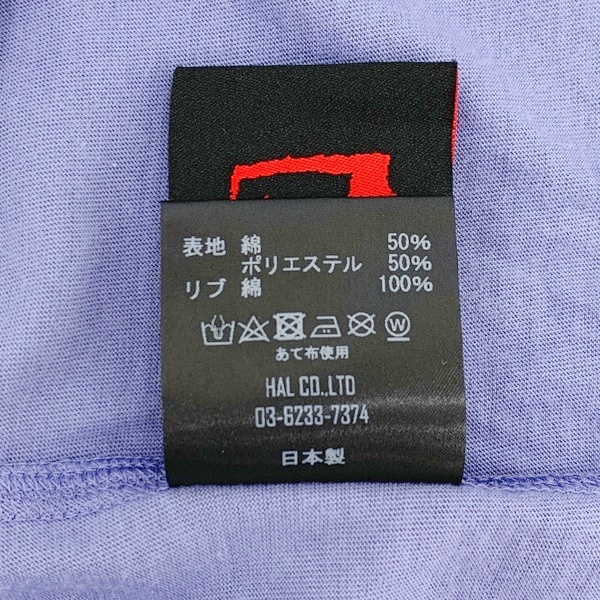 表地 綿 50%
ポリエステル 50%
リブ 綿 100%
W
あて布使用
HAL CO.,LTD
03-6233-7374
日本製